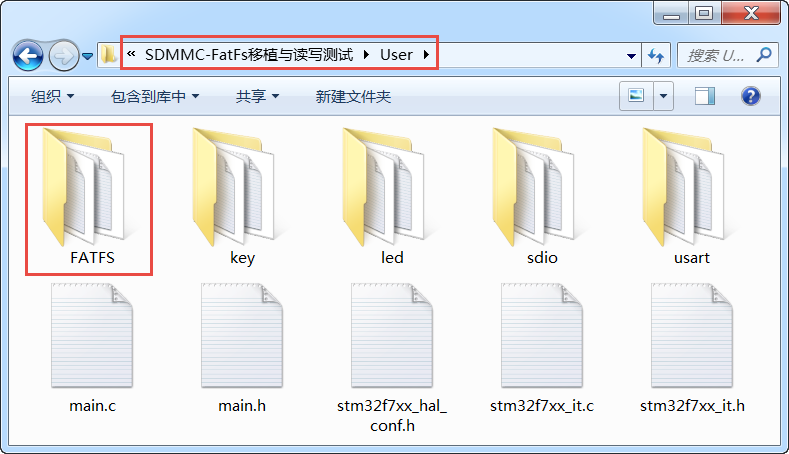 « SDMMC-FatFs移植与读写测试 ▸ User ▸
搜索 U...
组织 包含到库中 共享 新建文件夹
FATFS key led sdio usart
main.c main.h stm32f7xx_hal_ stm32f7xx_it.c stm32f7xx_it.h
conf.h